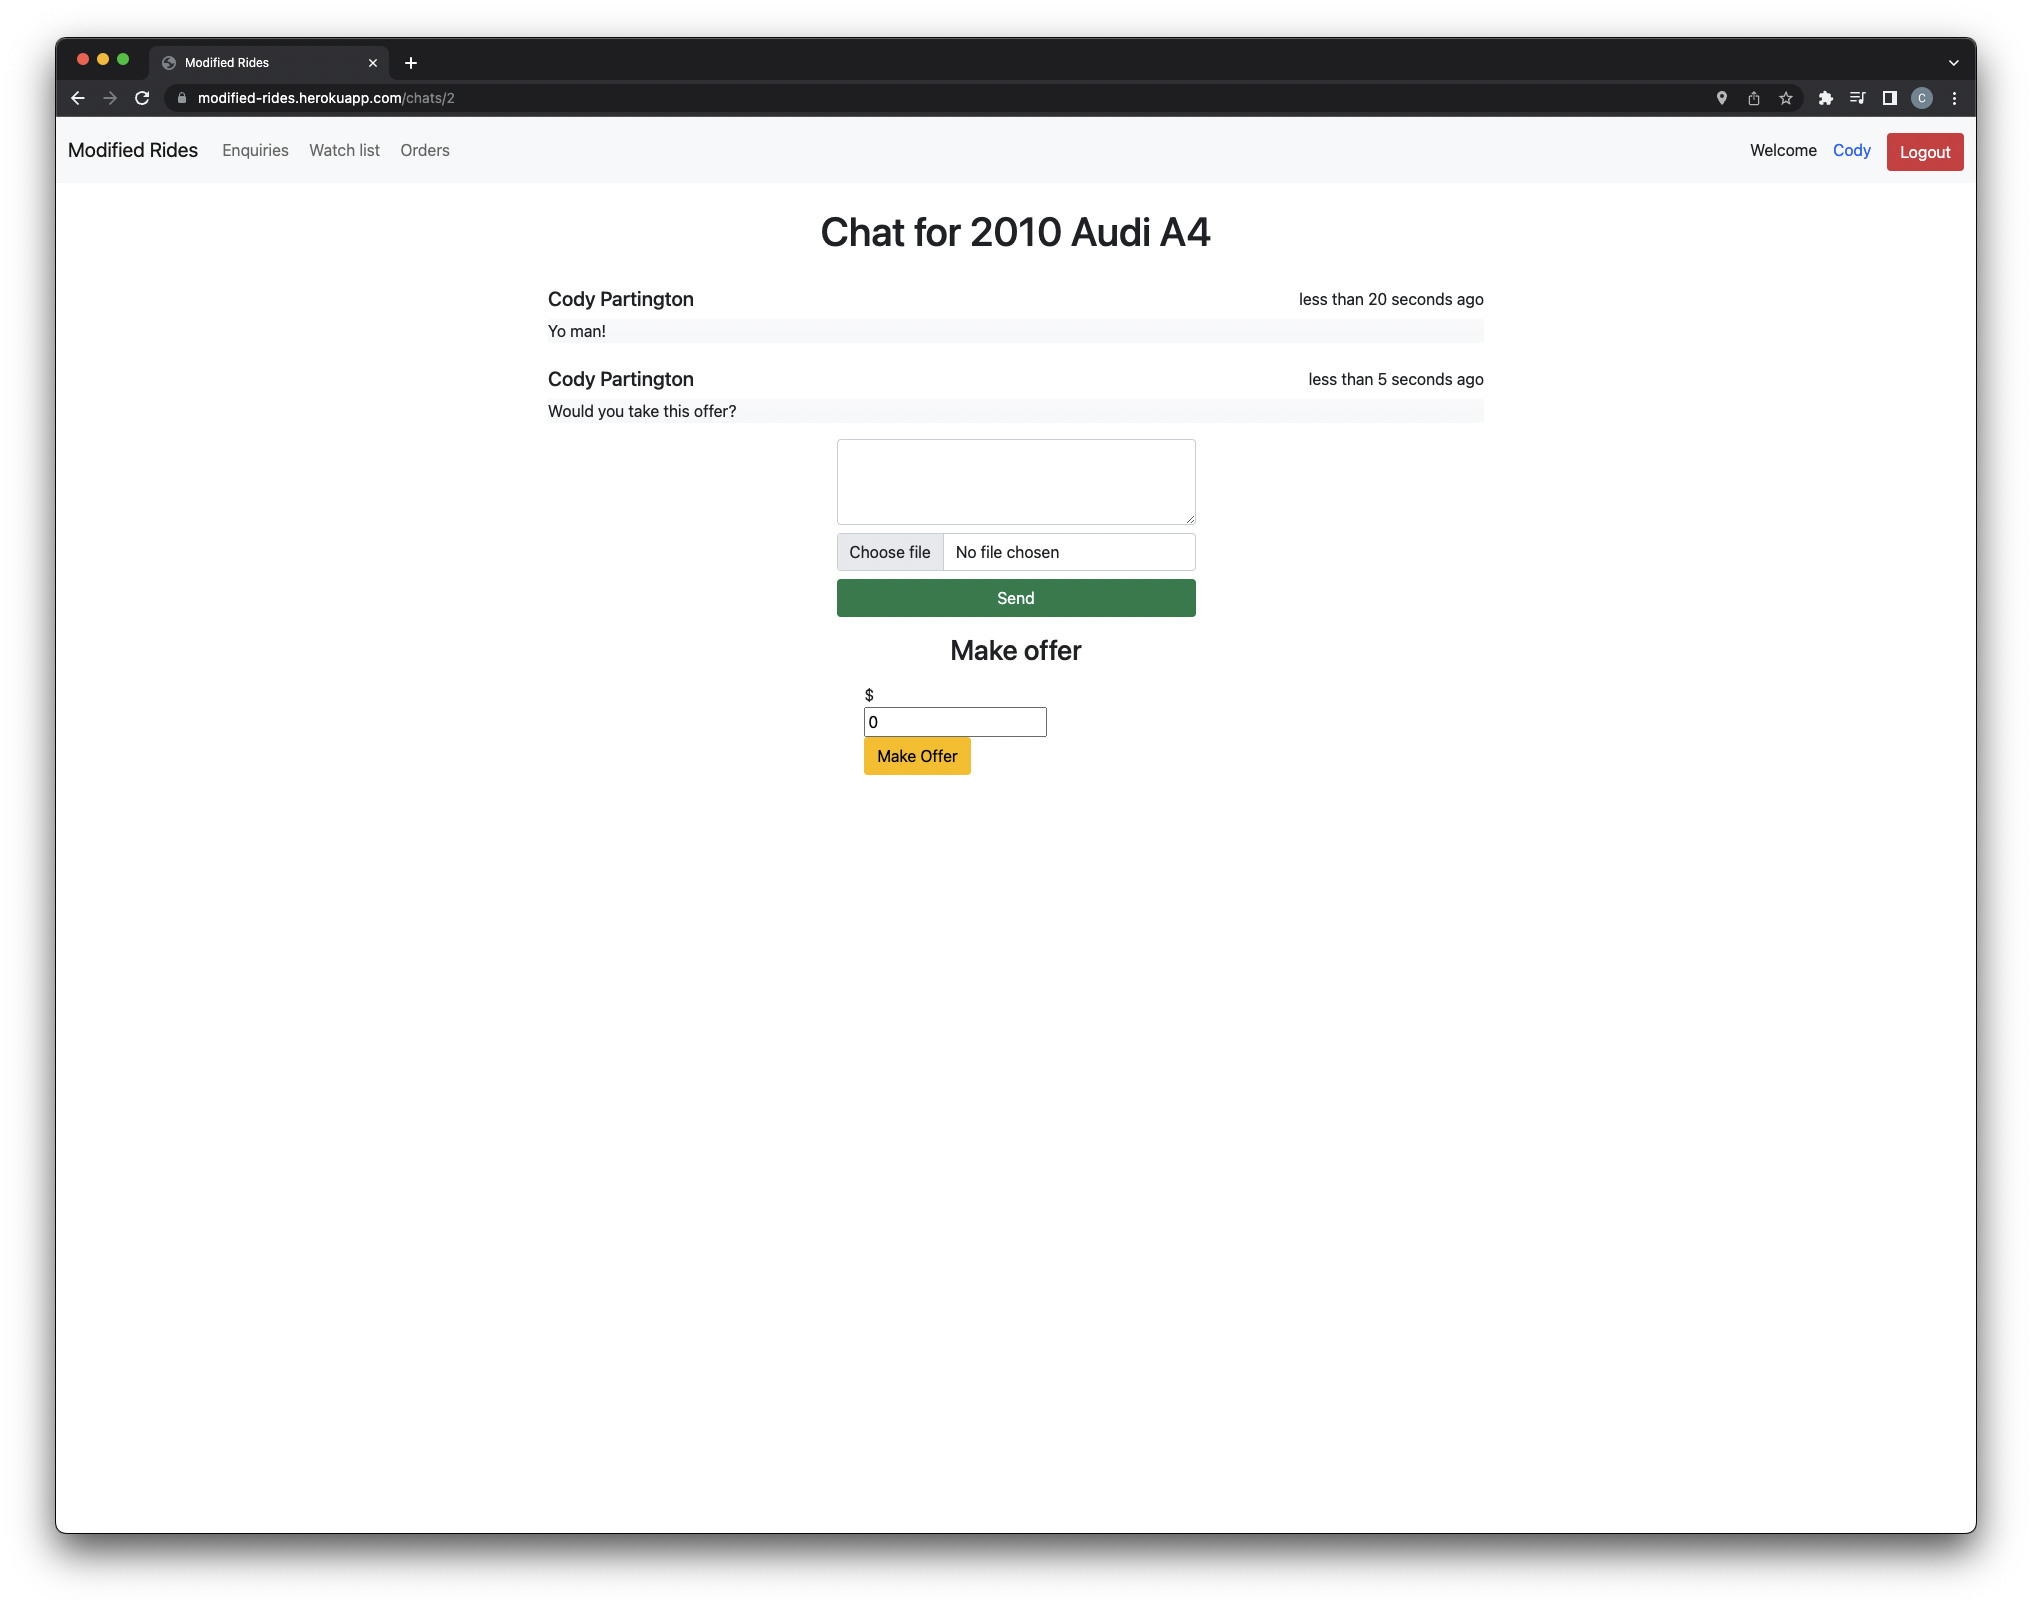 Modified Rides
modified-rides.herokuapp.com/chats/2
C
Modified Rides Enquiries Watch list Orders Welcome Cody Logout
Chat for 2010 Audi A4
Cody Partington less than 20 seconds ago
Yo man!
Cody Partington less than 5 seconds ago
Would you take this offer?
Choose file No file chosen
Send
Make offer
$
0
Make Offer